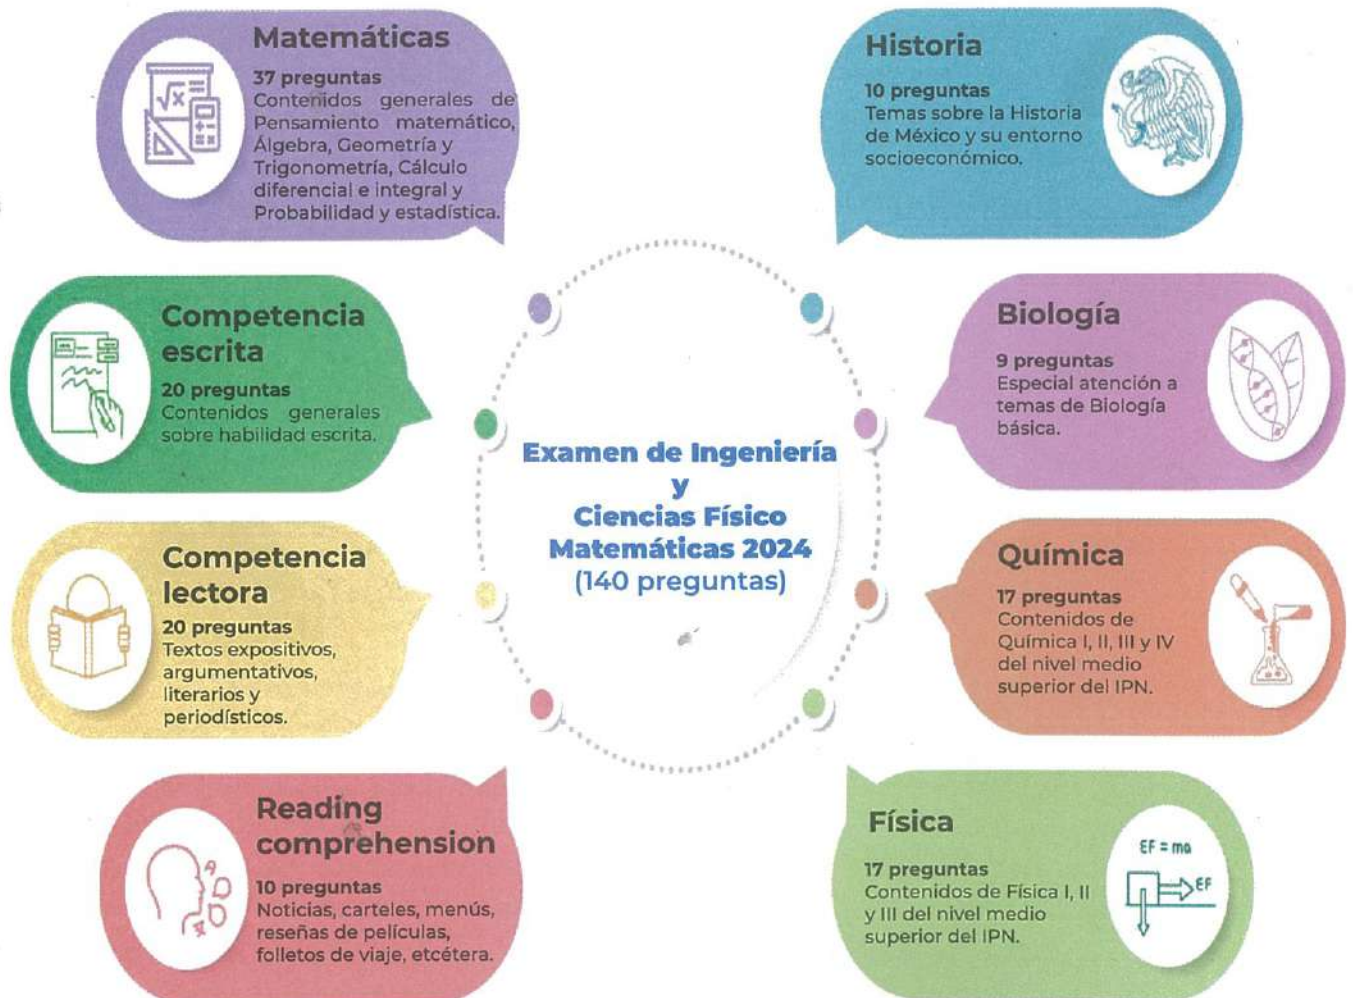 Matemáticas
37 preguntas
Contenidos generales de
Pensamiento matemático,
Álgebra, Geometría y
Trigonometría, Cálculo
diferencial e integral y
Probabilidad y estadística.
Competencia
escrita
20 preguntas
Contenidos generales
sobre habilidad escrita.
Competencia
lectora
20 preguntas
Textos expositivos,
argumentativos,
literarios y
periodísticos.
Reading
comprehension
10 preguntas
Noticias, carteles, menús,
reseñas de películas,
folletos de viaje, etcétera.
Examen de Ingeniería
y
Ciencias Físico
Matemáticas 2024
(140 preguntas)
Historia
10 preguntas
Temas sobre la Historia
de México y su entorno
socioeconómico.
Biología
9 preguntas
Especial atención a
temas de Biología
básica.
Química
17 preguntas
Contenidos de
Química I, II, III y IV
del nivel medio
superior del IPN.
Física
17 preguntas
Contenidos de Física I, II
y III del nivel medio
superior del IPN.
ΣF = ma
ΣF
√x